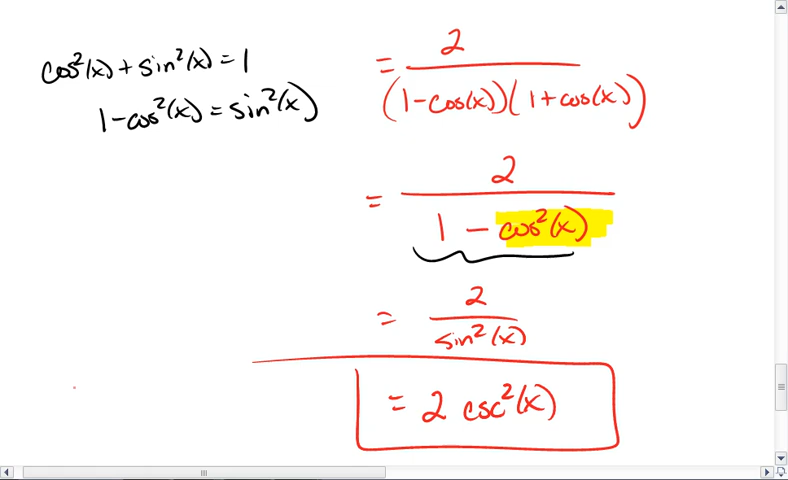 cos²(x) + sin²(x) = 1
1 - cos²(x) = sin²(x)
= 2 / (1 - cos(x))(1 + cos(x))
= 2 / 1 - cos²(x)
= 2 / sin²(x)
= 2 csc²(x)